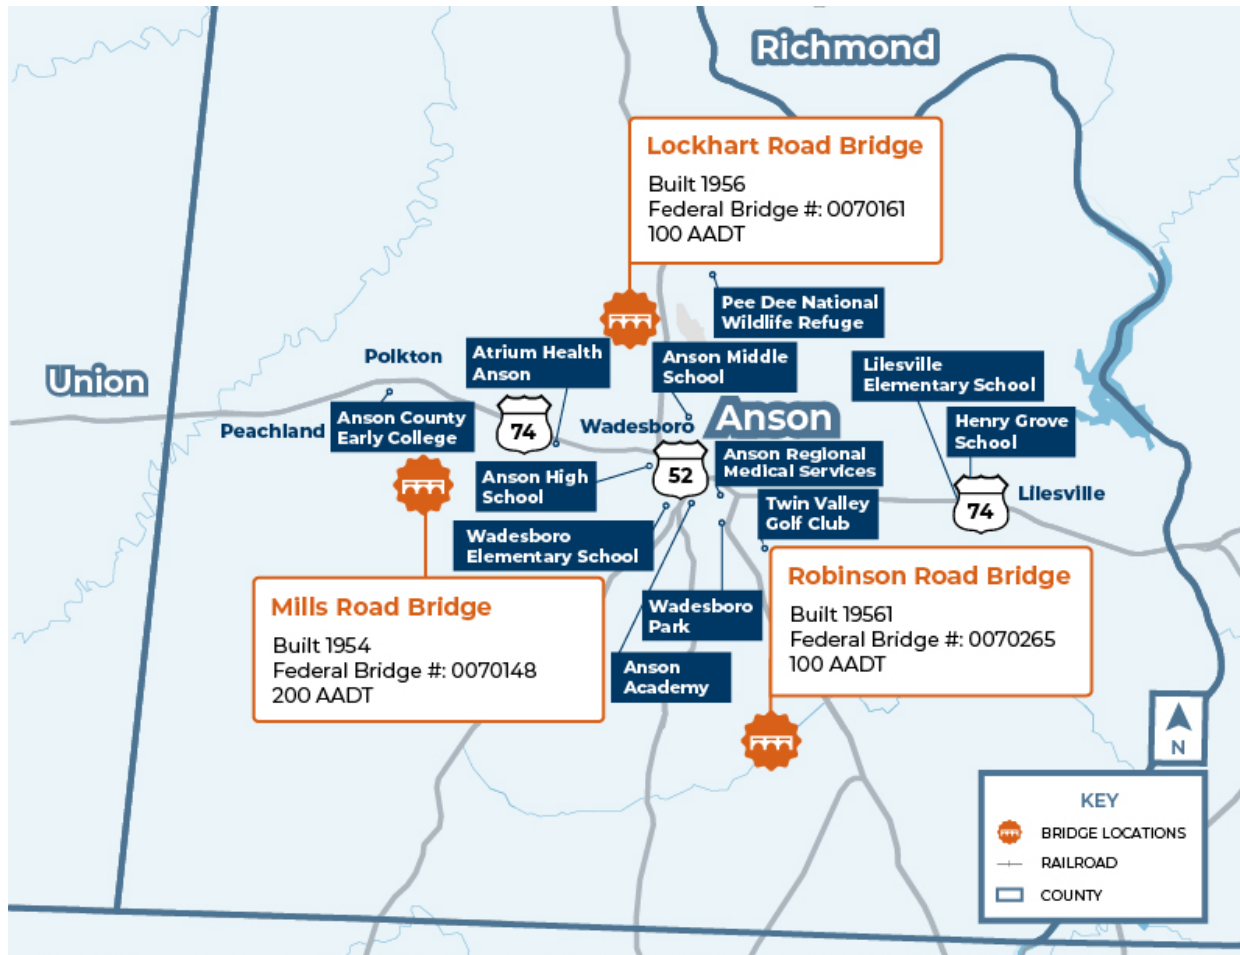 Richmond
Lockhart Road Bridge
Built 1956
Federal Bridge #: 0070161
100 AADT
Pee Dee National
Wildlife Refuge
Union
Polkton
Atrium Health
Anson
Anson Middle
School
Lilesville
Elementary School
Peachland
Anson County
Early College
74
Wadesboro
Anson
Henry Grove
School
Anson High
School
52
Anson Regional
Medical Services
Twin Valley
Golf Club
74
Lilesville
Wadesboro
Elementary School
Mills Road Bridge
Built 1954
Federal Bridge #: 0070148
200 AADT
Wadesboro
Park
Anson
Academy
Robinson Road Bridge
Built 19561
Federal Bridge #: 0070265
100 AADT
N
KEY
BRIDGE LOCATIONS
RAILROAD
COUNTY